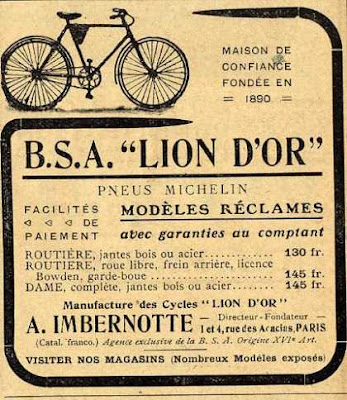 MAISON DE
CONFIANCE
FONDÉE EN
= 1890 =
B.S.A. "LION D'OR"
PNEUS MICHELIN
FACILITÉS
DE
PAIEMENT
MODÈLES RÉCLAMES
avec garanties au comptant
ROUTIÈRE, jantes bois ou acier............ 130 fr.
ROUTIERE, roue libre, frein arrière, licence
Bowden, garde-boue.................... 145 fr.
DAME, complète, jantes bois ou acier....... 145 fr.
Manufacture des Cycles "LION D'OR"
A. IMBERNOTTE — Directeur-Fondateur —
1 et 4, rue des Acacias, PARIS
(Catal. franco.) Agence exclusive de la B. S. A. Origine XVIe Arrt.
VISITER NOS MAGASINS (Nombreux Modèles exposés)